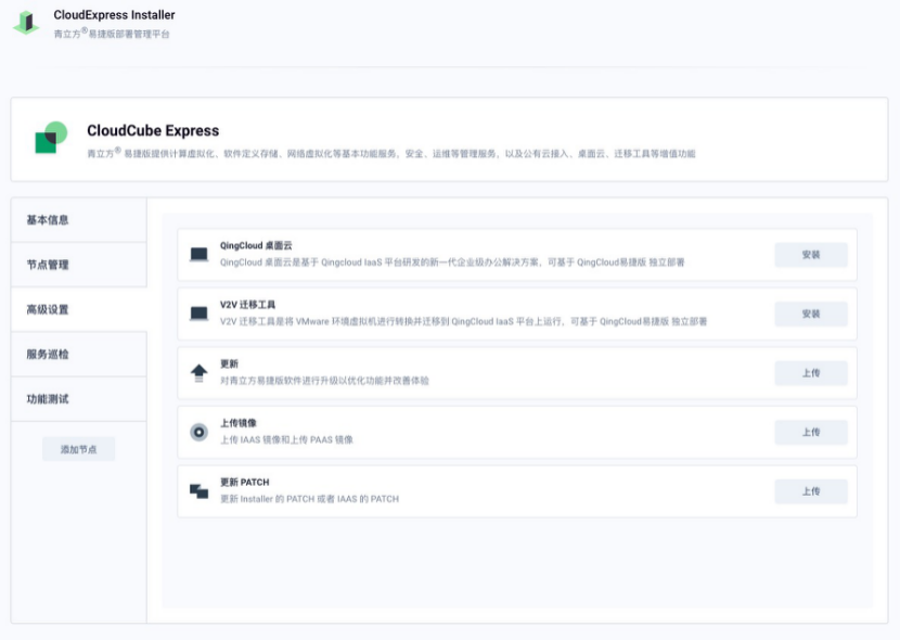 CloudExpress Installer
青立方®易捷版部署管理平台
CloudCube Express
青立方® 易捷版提供计算虚拟化、软件定义存储、网络虚拟化等基本功能服务，安全、运维等管理服务，以及公有云接入、桌面云、迁移工具等增值功能
基本信息
节点管理
高级设置
服务巡检
功能测试
添加节点
QingCloud 桌面云
QingCloud 桌面云是基于 Qingcloud IaaS 平台研发的新一代企业级办公解决方案，可基于 QingCloud易捷版 独立部署
安装
V2V 迁移工具
V2V 迁移工具是将 VMware 环境虚拟机进行转换并迁移到 QingCloud IaaS 平台上运行，可基于 QingCloud易捷版 独立部署
安装
更新
对青立方易捷版软件进行升级以优化功能并改善体验
上传
上传镜像
上传 IAAS 镜像和上传 PAAS 镜像
上传
更新 PATCH
更新 Installer 的 PATCH 或者 IAAS 的 PATCH
上传